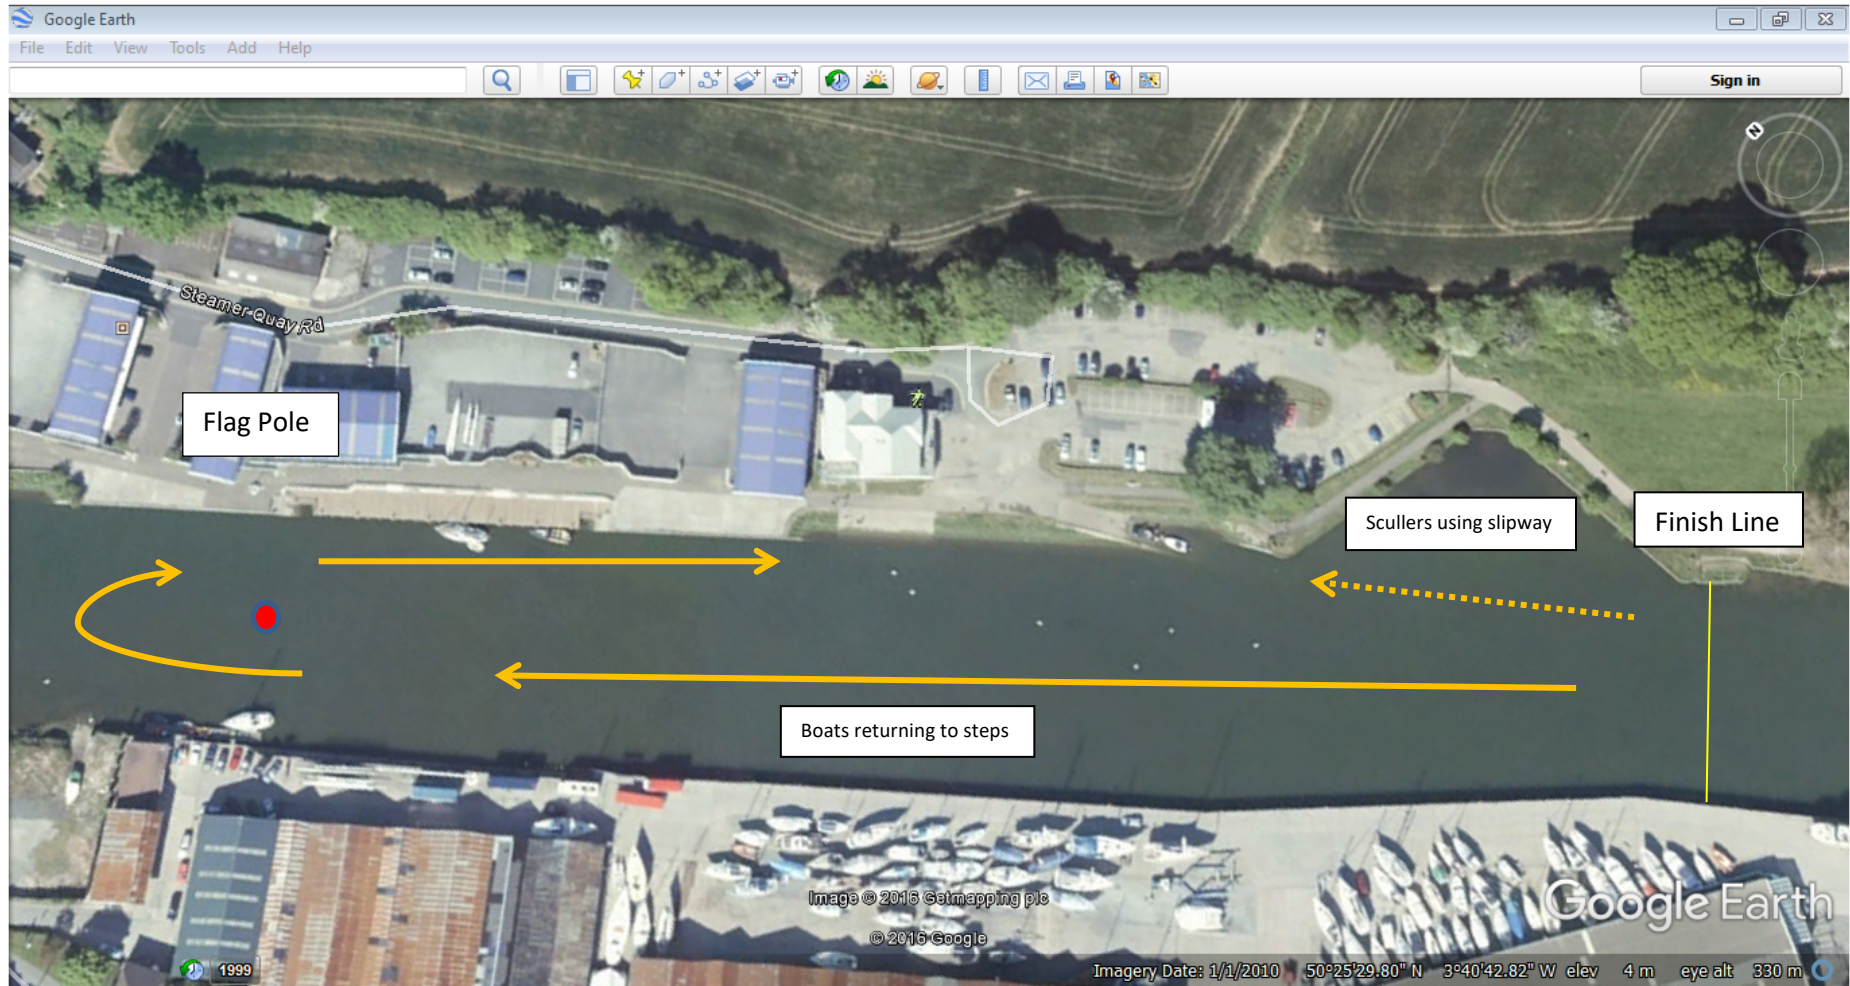 Google Earth
File Edit View Tools Add Help
Sign in
N
Steamer Quay Rd
Flag Pole
Scullers using slipway
Finish Line
Boats returning to steps
Image © 2016 Getmapping plc
© 2016 Google
Google Earth
1999
Imagery Date: 1/1/2010 50°25'29.80" N 3°40'42.82" W elev 4 m eye alt 330 m